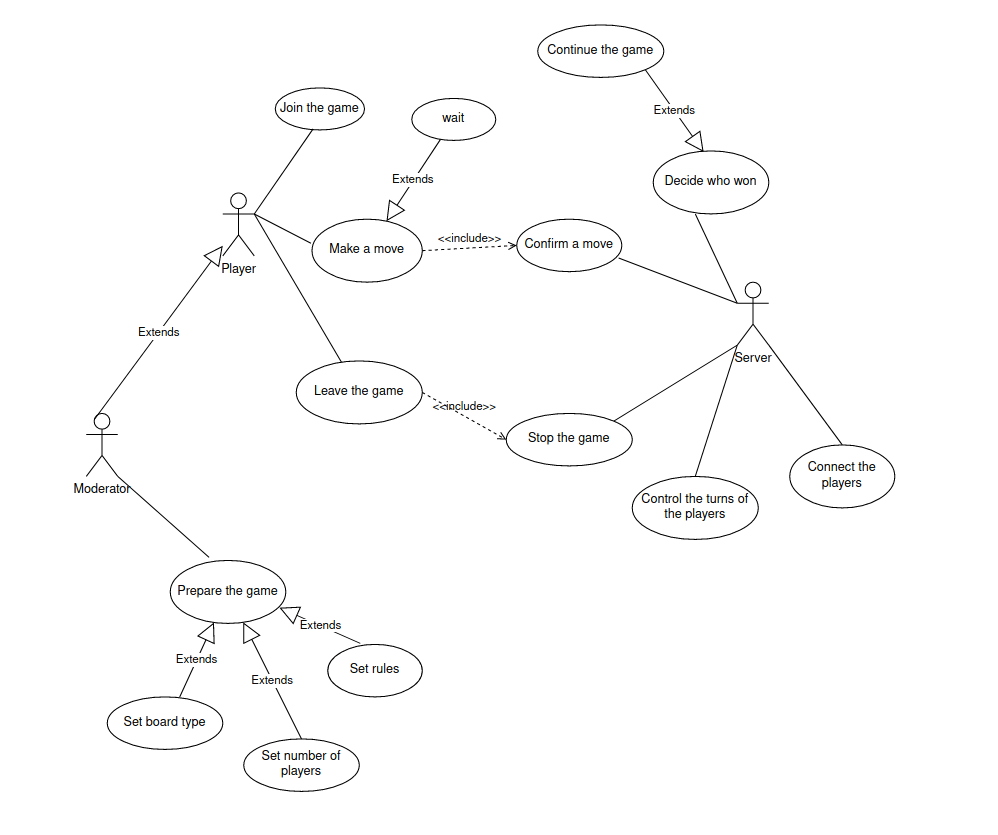 Continue the game
Extends
Join the game
wait
Extends
Decide who won
Make a move
<<include>>
Confirm a move
Player
Extends
Server
Leave the game
<<include>>
Stop the game
Connect the
players
Control the turns of
the players
Moderator
Prepare the game
Extends
Set rules
Extends
Extends
Set board type
Set number of
players